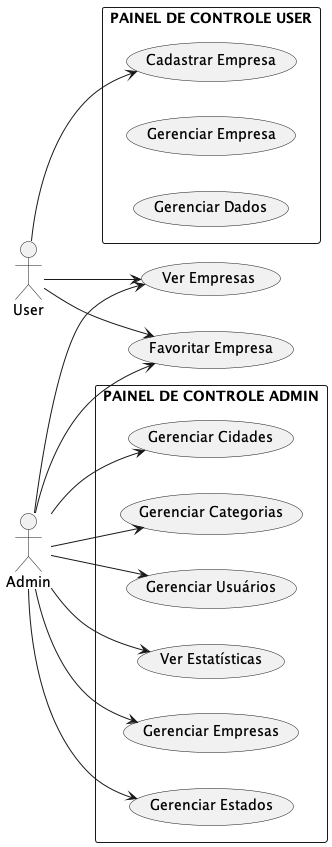 PAINEL DE CONTROLE USER
Cadastrar Empresa
Gerenciar Empresa
Gerenciar Dados
User
Ver Empresas
Favoritar Empresa
PAINEL DE CONTROLE ADMIN
Gerenciar Cidades
Gerenciar Categorias
Admin
Gerenciar Usuários
Ver Estatísticas
Gerenciar Empresas
Gerenciar Estados